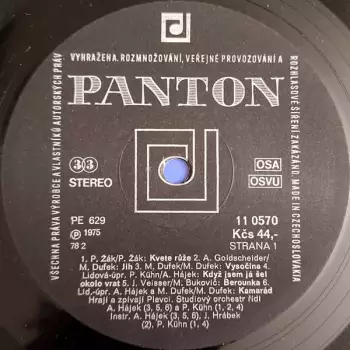 VYHRAŽENA. ROZMNOŽOVÁNÍ, VEŘEJNÉ PROVOZOVÁNÍ A
ROZHLASOVÉ ŠÍŘENÍ ZAKÁZÁNO. MADE IN CZECHOSLOVAKIA
VŠECHNA PRÁVA VÝROBCE A VLASTNÍKŮ AUTORSKÝCH PRÁV
PANTON
33
STEREO
OSA
OSVU
PE 629
℗ 1975
78 2
11 0570
Kčs 44,-
STRANA 1
1. P. Žák/P. Žák: Kvete růže 2. A. Goldscheider/
M. Dufek: Jih 3. M. Dufek/M. Dufek: Vysočina 4.
Lidová-úpr. P. Kühn/A. Hájek: Když jsem já šel
okolo vrat 5. J. Veisser/M. Bukovič: Berounka 6.
Lid.-úpr. A. Hájek a M. Dufek/M. Dufek: Kamarád
Hrají a zpívají Plavci. Studiový orchestr řídí
A. Hájek (3, 5, 6) a P. Kühn (1, 2, 4)
Instr. A. Hájek (3, 5, 6) J. Hrábek
(2), P. Kühn (1, 4)